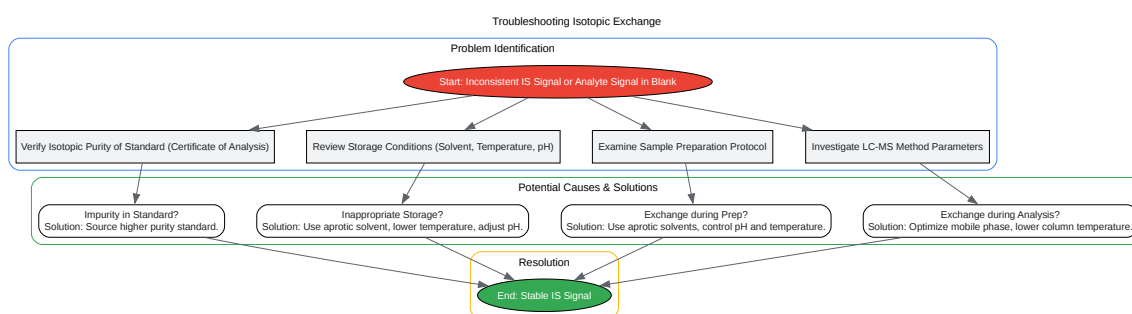 Troubleshooting Isotopic Exchange
Problem Identification
Start: Inconsistent IS Signal or Analyte Signal in Blank
Verify Isotopic Purity of Standard (Certificate of Analysis)
Review Storage Conditions (Solvent, Temperature, pH)
Examine Sample Preparation Protocol
Investigate LC-MS Method Parameters
Potential Causes & Solutions
Impurity in Standard?
Solution: Source higher purity standard.
Inappropriate Storage?
Solution: Use aprotic solvent, lower temperature, adjust pH.
Exchange during Prep?
Solution: Use aprotic solvents, control pH and temperature.
Exchange during Analysis?
Solution: Optimize mobile phase, lower column temperature.
Resolution
End: Stable IS Signal